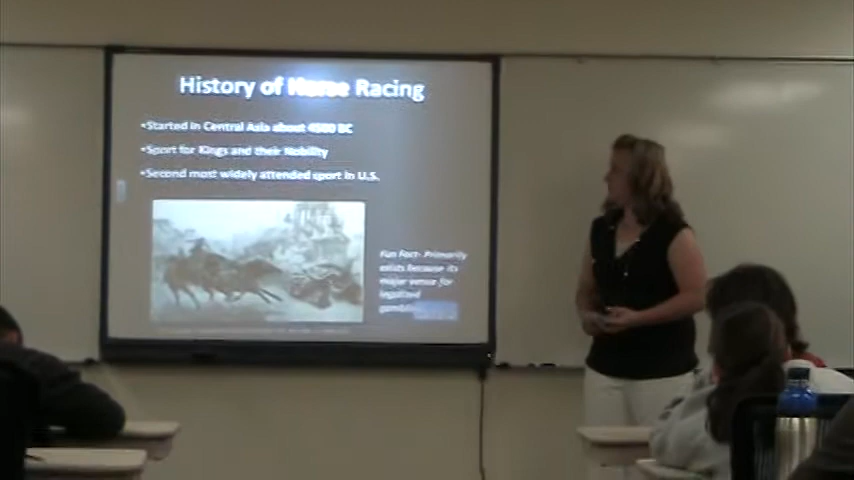 History of Horse Racing
•Started in Central Asia about 4500 BC
•Sport for Kings and their Nobility
•Second most widely attended sport in U.S.
Fun Fact- Primarily
exists because its
major venue for
legalized